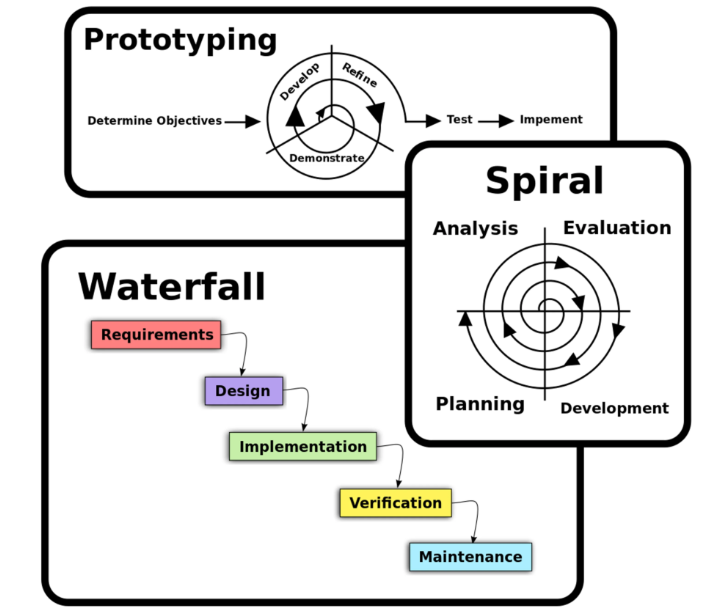 Prototyping
Develop
Refine
Determine Objectives
Test
Impement
Demonstrate
Spiral
Analysis
Evaluation
Planning
Development
Waterfall
Requirements
Design
Implementation
Verification
Maintenance